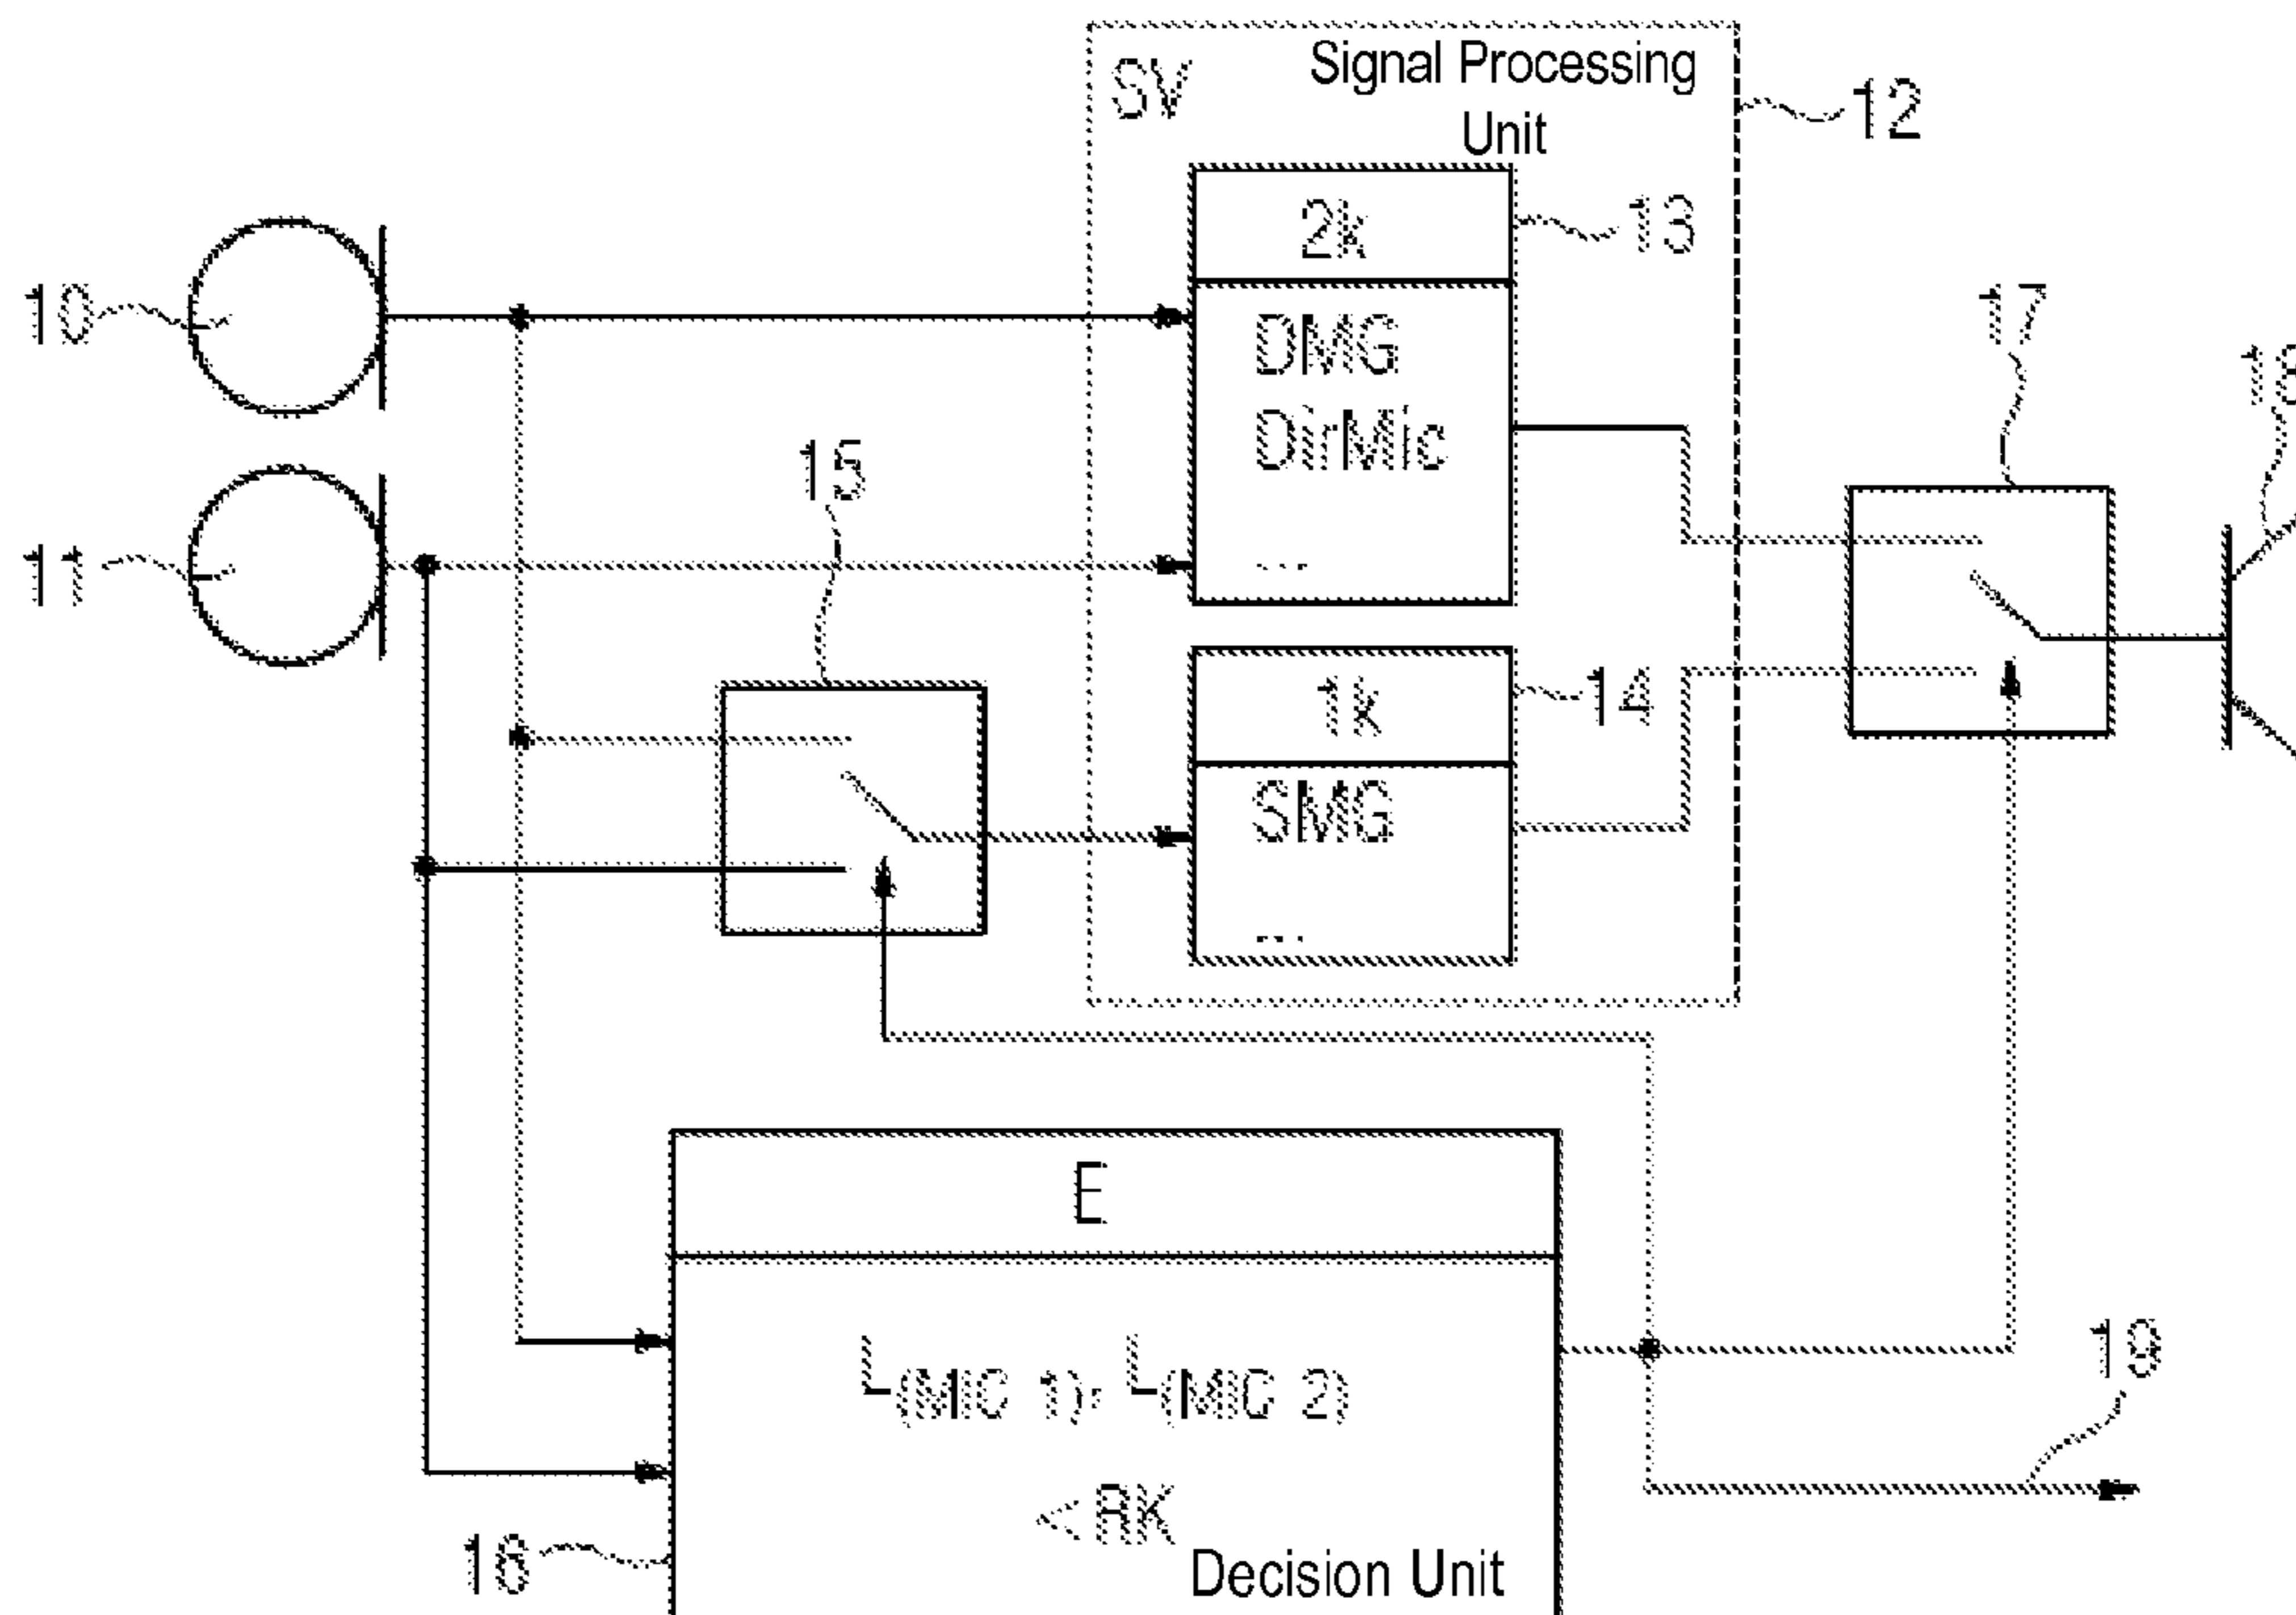 SV
Signal Processing
Unit
12
2k
13
10
DMG
17
DirMic
18
15
11
...
1k
14
SMG
...
E
L(MIC 1), L(MIC 2)
19
<RK
16
Decision Unit